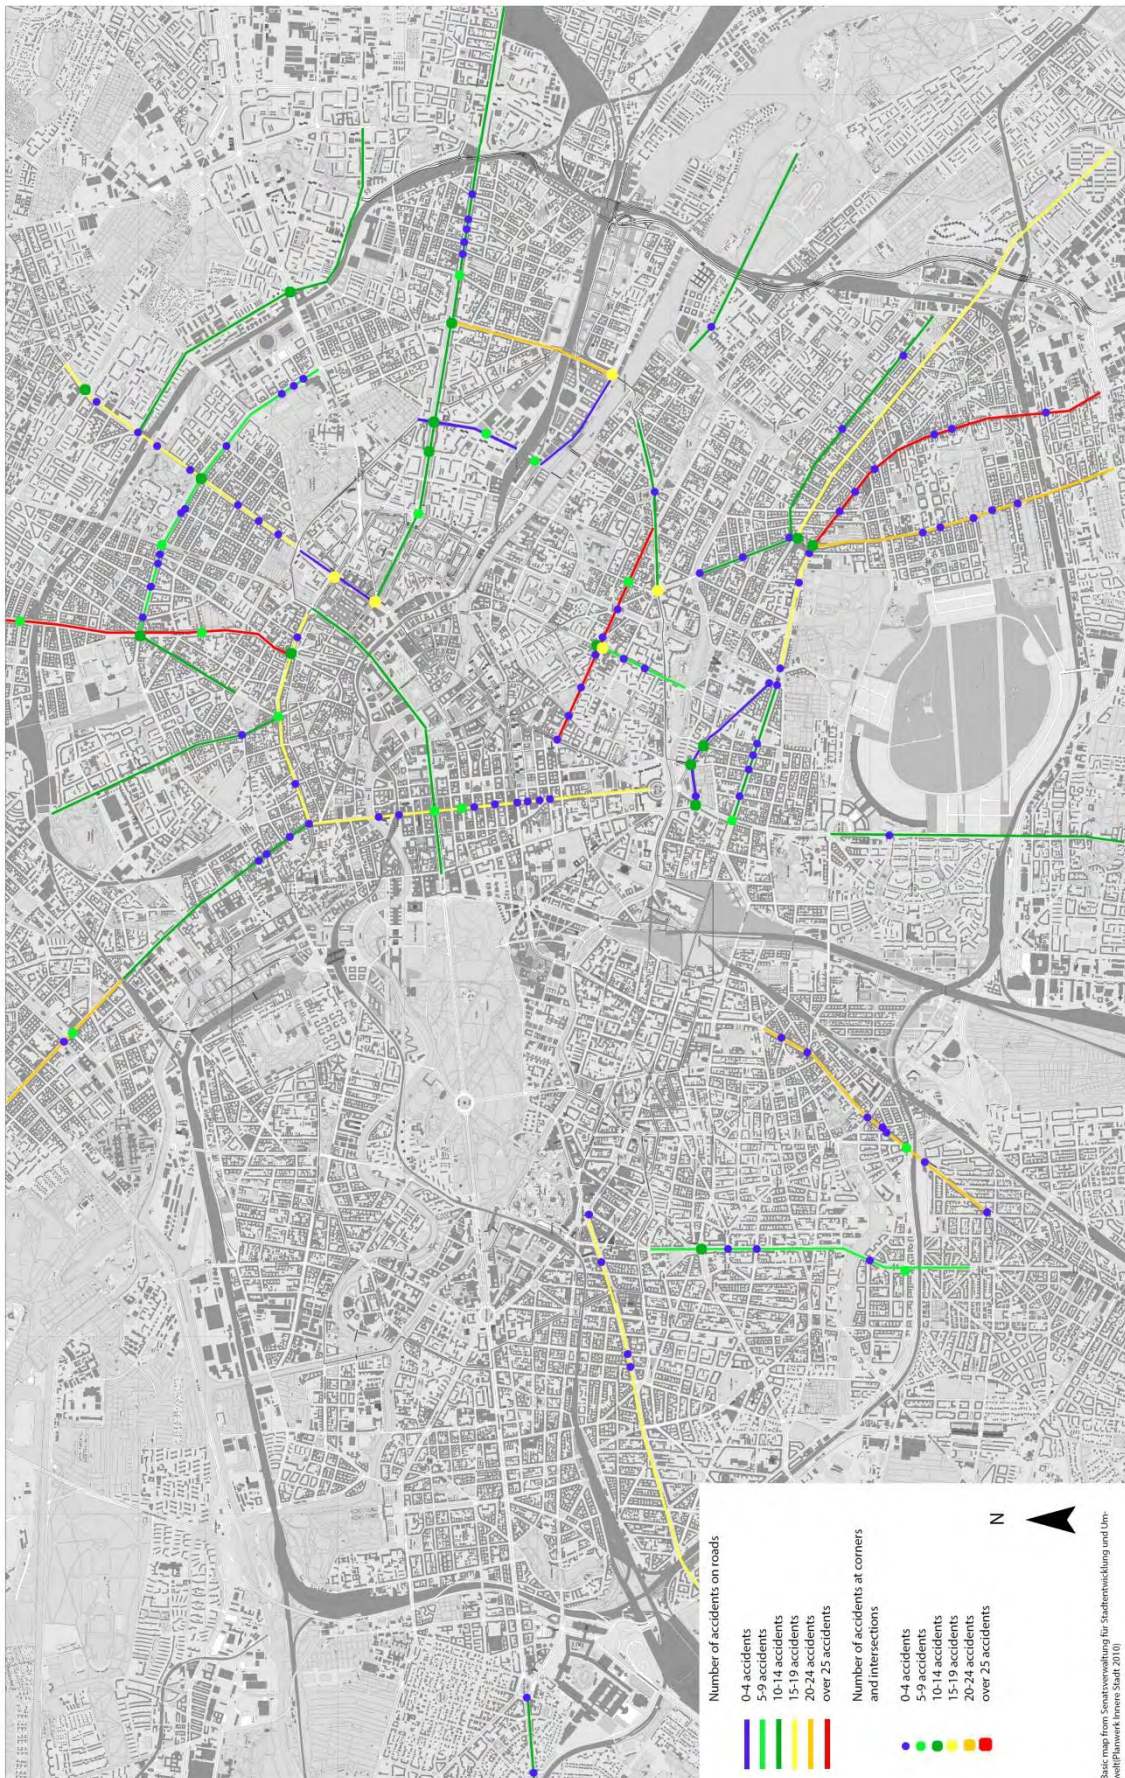 Number of accidents on roads
0-4 accidents
5-9 accidents
10-14 accidents
15-19 accidents
20-24 accidents
over 25 accidents
Number of accidents at corners
and intersections
0-4 accidents
5-9 accidents
10-14 accidents
15-19 accidents
20-24 accidents
over 25 accidents
N
Basic map from Senatsverwaltung für Stadtentwicklung und Um-
welt(Planwerk Innere Stadt 2010)